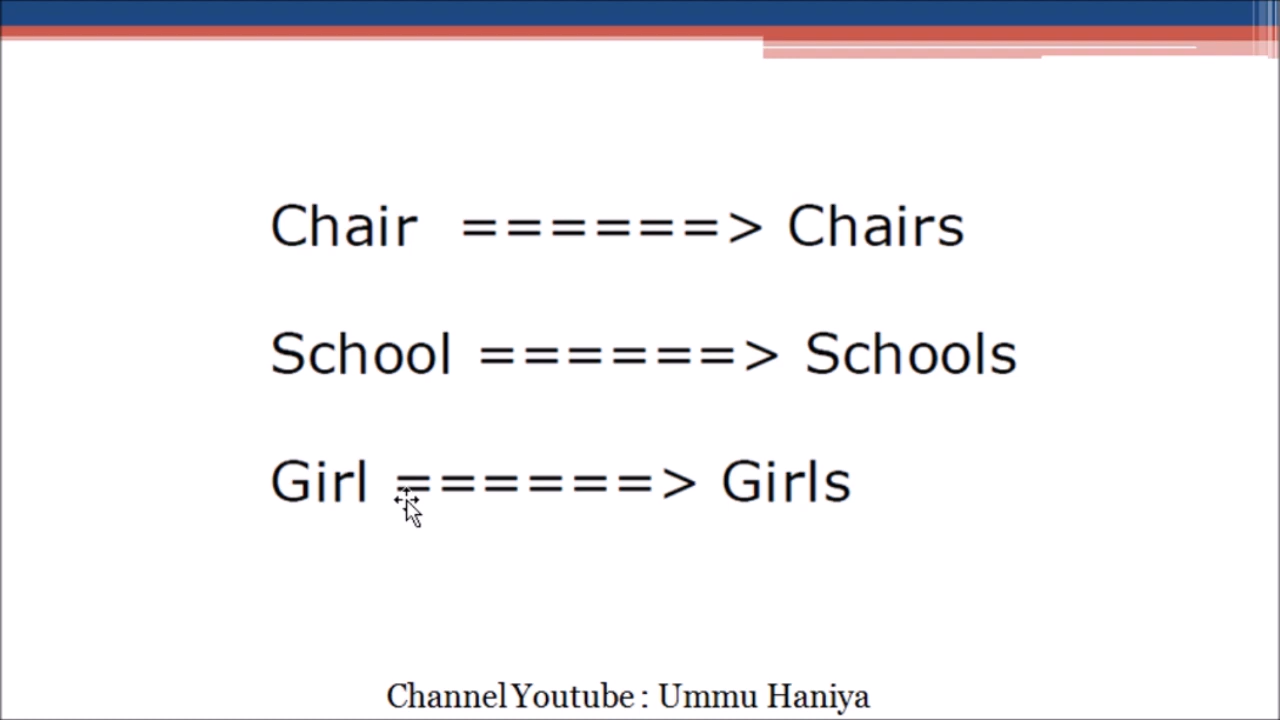 Chair ======> Chairs
School ======> Schools
Girl ======> Girls
Channel Youtube : Ummu Haniya